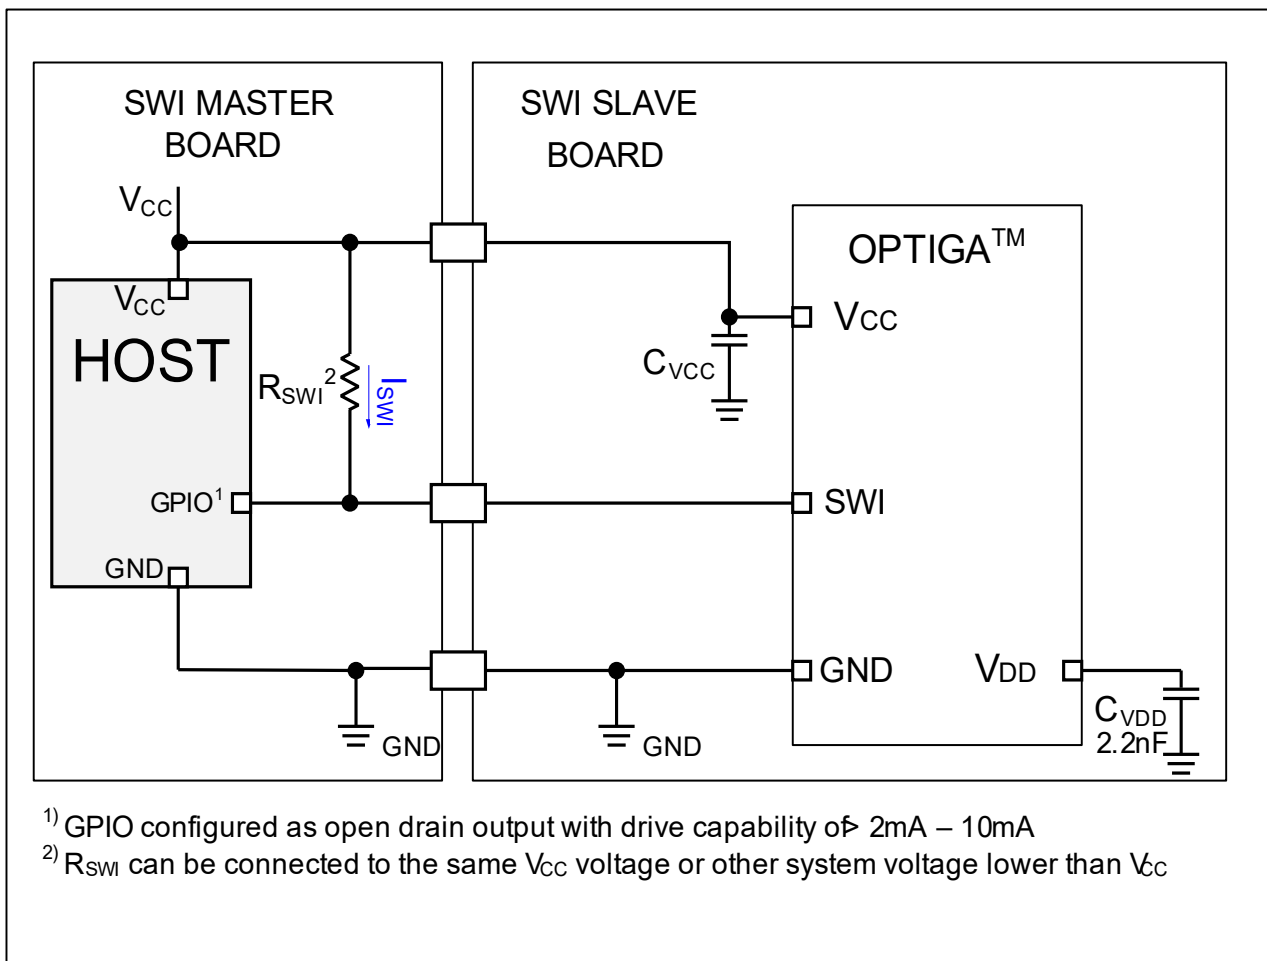 SWI MASTER
BOARD
SWI SLAVE
BOARD
VCC
VCC
HOST
RSWI²
ISWI
GPIO¹
GND
GND
OPTIGA™
VCC
CVCC
SWI
GND
VDD
GND
CVDD
2.2nF
¹⁾ GPIO configured as open drain output with drive capability of> 2mA – 10mA
²⁾ RSWI can be connected to the same VCC voltage or other system voltage lower than VCC